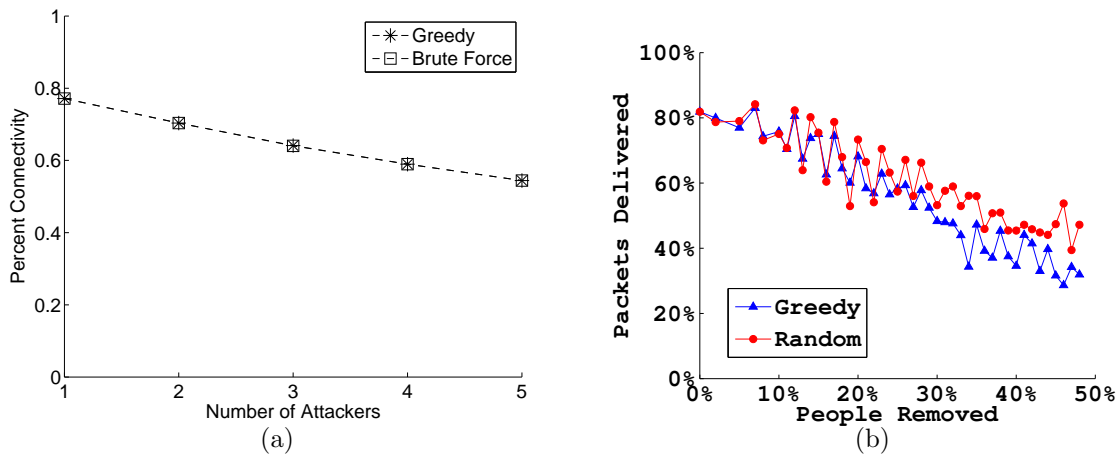 1
0.8
0.6
0.4
0.2
0
Percent Connectivity
Greedy
Brute Force
1
2
3
4
5
Number of Attackers
(a)
100%
80%
60%
40%
20%
0%
Packets Delivered
Greedy
Random
0%
10%
20%
30%
40%
50%
People Removed
(b)